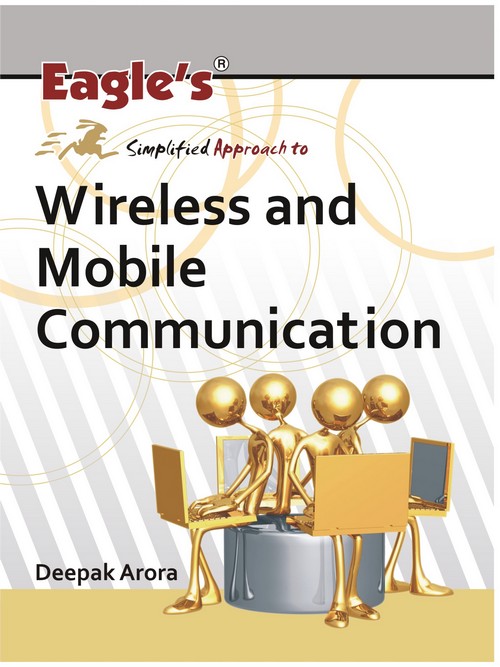 Eagle's®
Simplified Approach to
Wireless and
Mobile
Communication
Deepak Arora